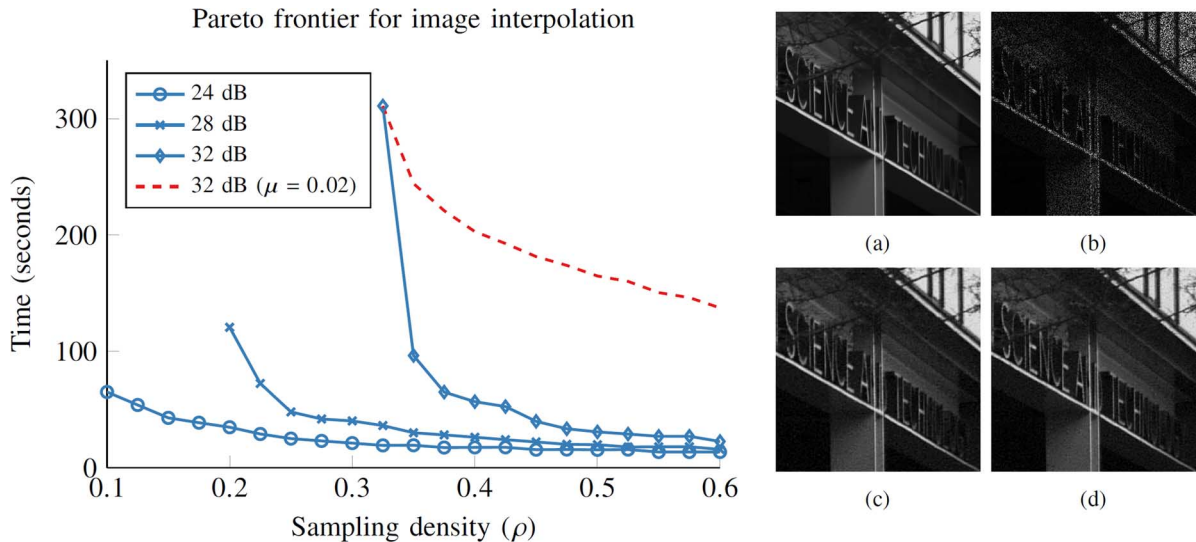 Pareto frontier for image interpolation
24 dB
28 dB
32 dB
32 dB (μ = 0.02)
300
200
100
0
0.1 0.2 0.3 0.4 0.5 0.6
Time (seconds)
Sampling density (ρ)
SCIENCE AND TECHNOLOGY
(a)
(b)
SCIENCE A
(c)
SCIENCE A
(d)